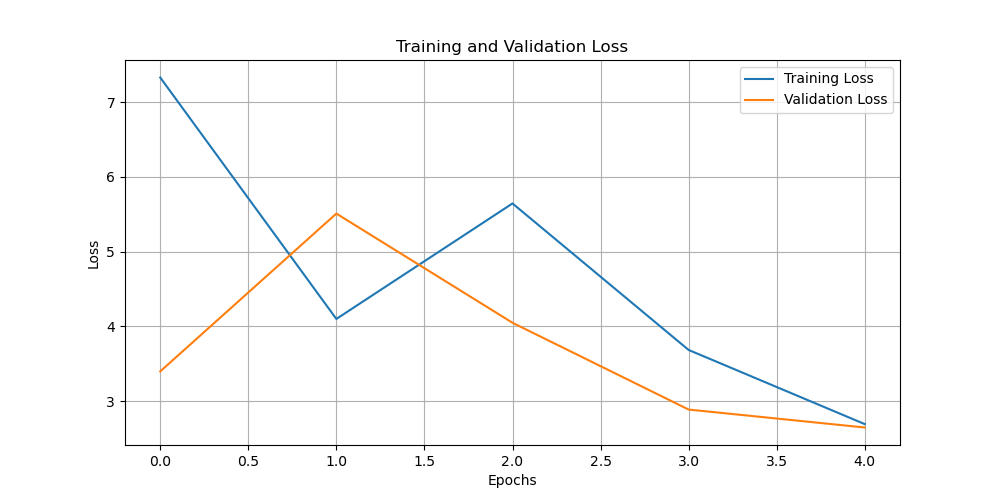 Training and Validation Loss
Training Loss
Validation Loss
7
6
5
4
3
Loss
0.0 0.5 1.0 1.5 2.0 2.5 3.0 3.5 4.0
Epochs